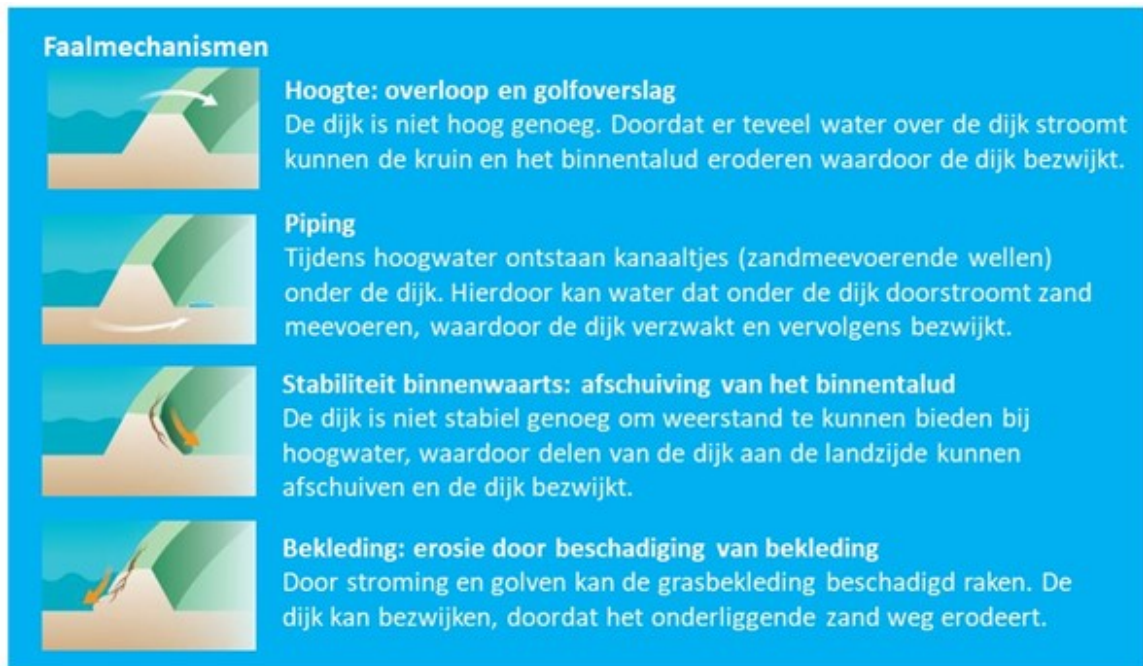 Faalmechanismen
Hoogte: overloop en golfoverslag
De dijk is niet hoog genoeg. Doordat er teveel water over de dijk stroomt
kunnen de kruin en het binnentalud eroderen waardoor de dijk bezwijkt.
Piping
Tijdens hoogwater ontstaan kanaaltjes (zandmeevoerende wellen)
onder de dijk. Hierdoor kan water dat onder de dijk doorstroomt zand
meevoeren, waardoor de dijk verzwakt en vervolgens bezwijkt.
Stabiliteit binnenwaarts: afschuiving van het binnentalud
De dijk is niet stabiel genoeg om weerstand te kunnen bieden bij
hoogwater, waardoor delen van de dijk aan de landzijde kunnen
afschuiven en de dijk bezwijkt.
Bekleding: erosie door beschadiging van bekleding
Door stroming en golven kan de grasbekleding beschadigd raken. De
dijk kan bezwijken, doordat het onderliggende zand weg erodeert.